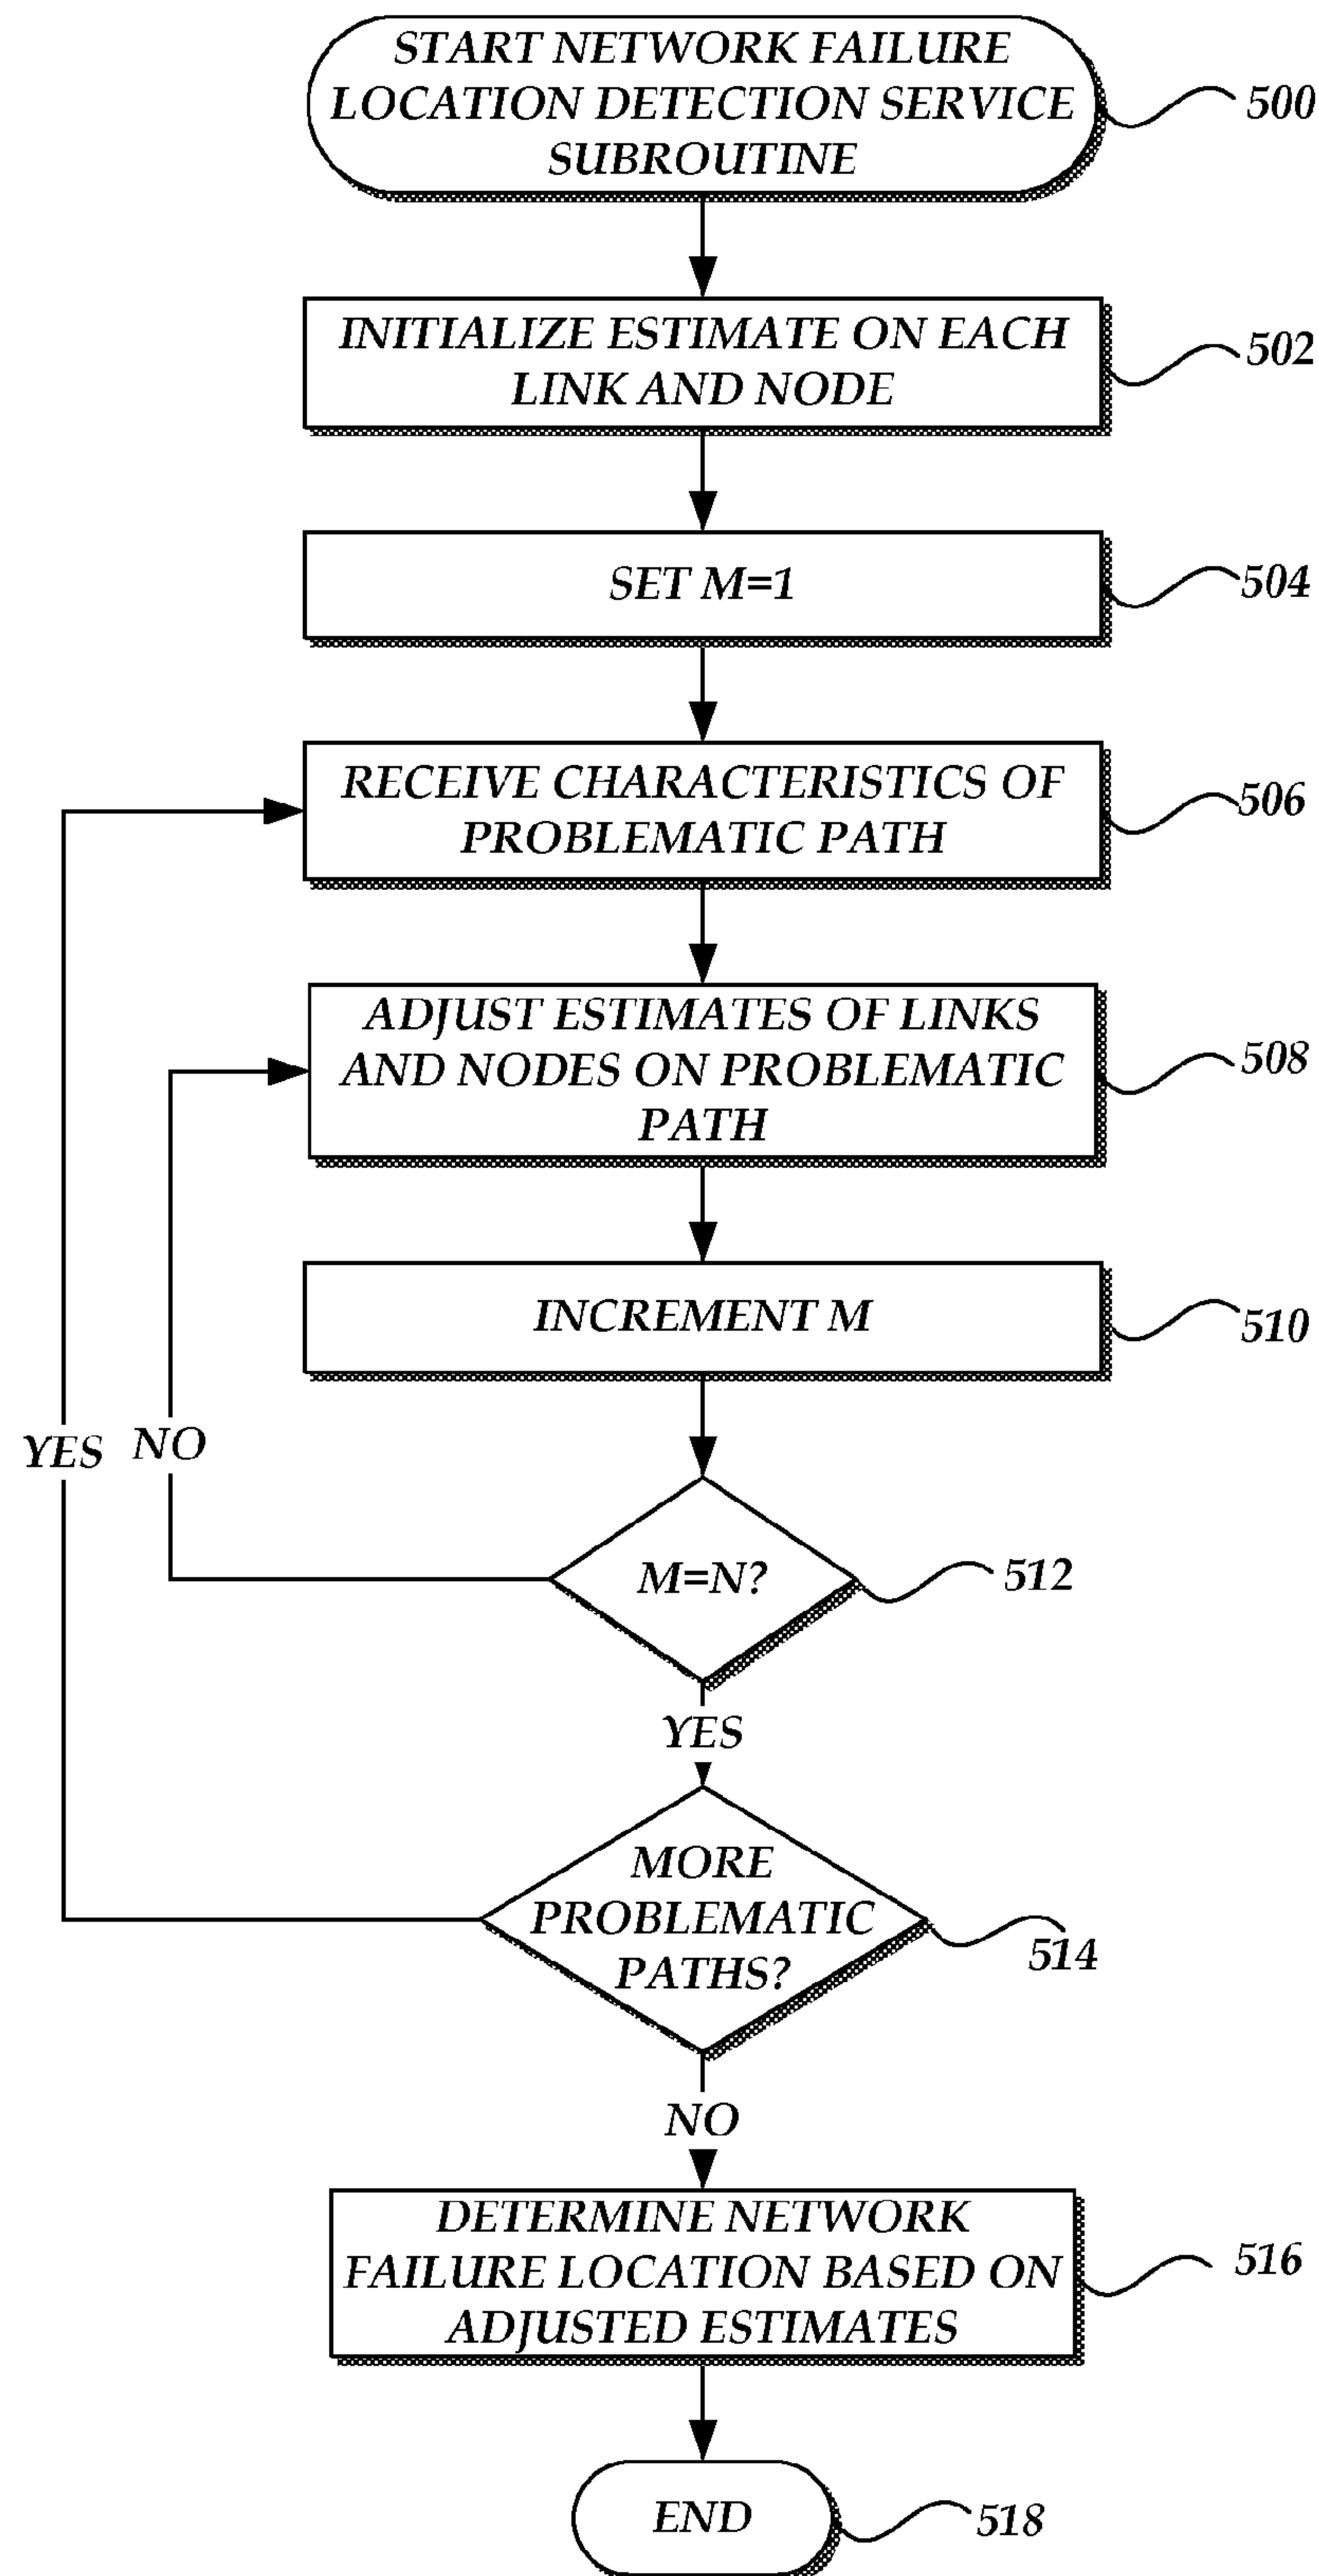 START NETWORK FAILURE
LOCATION DETECTION SERVICE
SUBROUTINE
500
INITIALIZE ESTIMATE ON EACH
LINK AND NODE
502
SET M=1
504
RECEIVE CHARACTERISTICS OF
PROBLEMATIC PATH
506
ADJUST ESTIMATES OF LINKS
AND NODES ON PROBLEMATIC
PATH
508
INCREMENT M
510
YES
NO
M=N?
512
YES
MORE
PROBLEMATIC
PATHS?
514
NO
DETERMINE NETWORK
FAILURE LOCATION BASED ON
ADJUSTED ESTIMATES
516
END
518